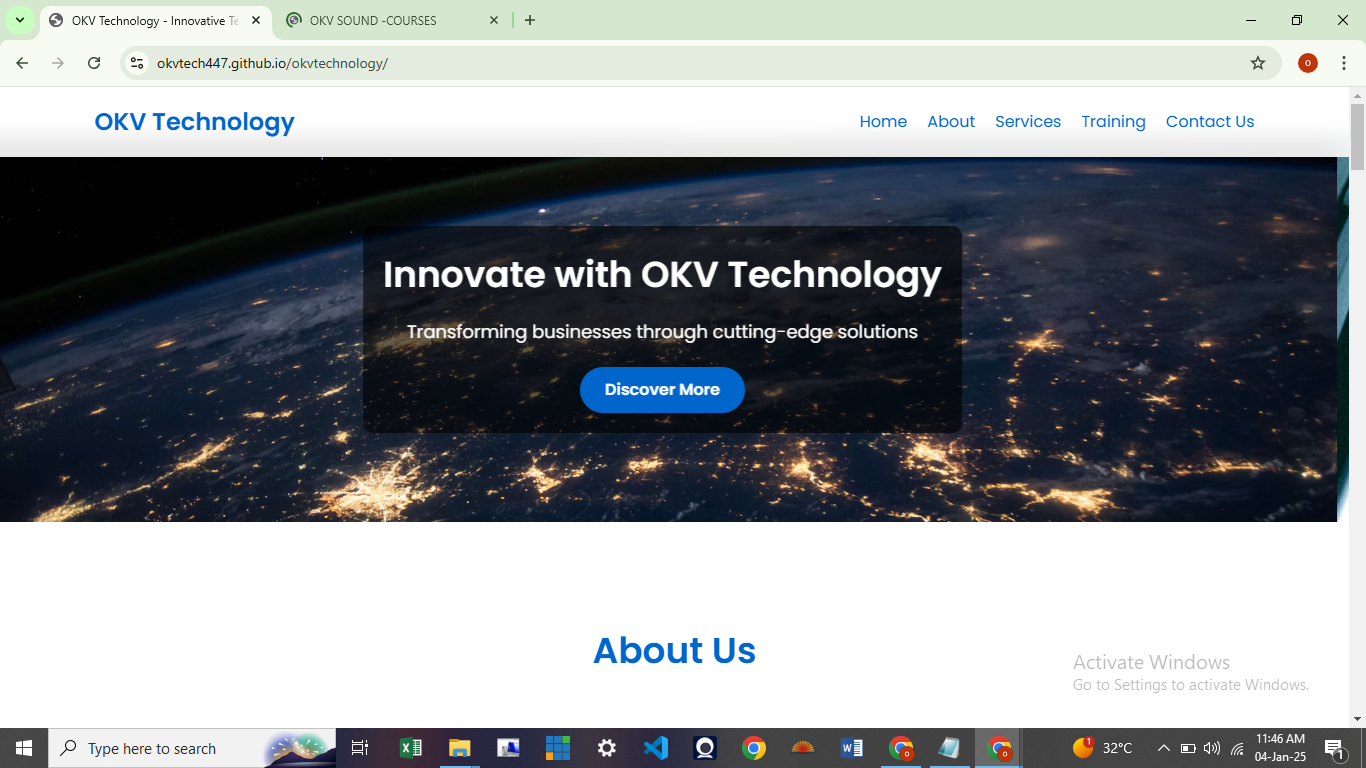 OKV Technology - Innovative Te
OKV SOUND -COURSES
okvtech447.github.io/okvtechnology/
o
OKV Technology
Home About Services Training Contact Us
Innovate with OKV Technology
Transforming businesses through cutting-edge solutions
Discover More
About Us
Activate Windows
Go to Settings to activate Windows.
Type here to search
1
32°C
11:46 AM
04-Jan-25
1